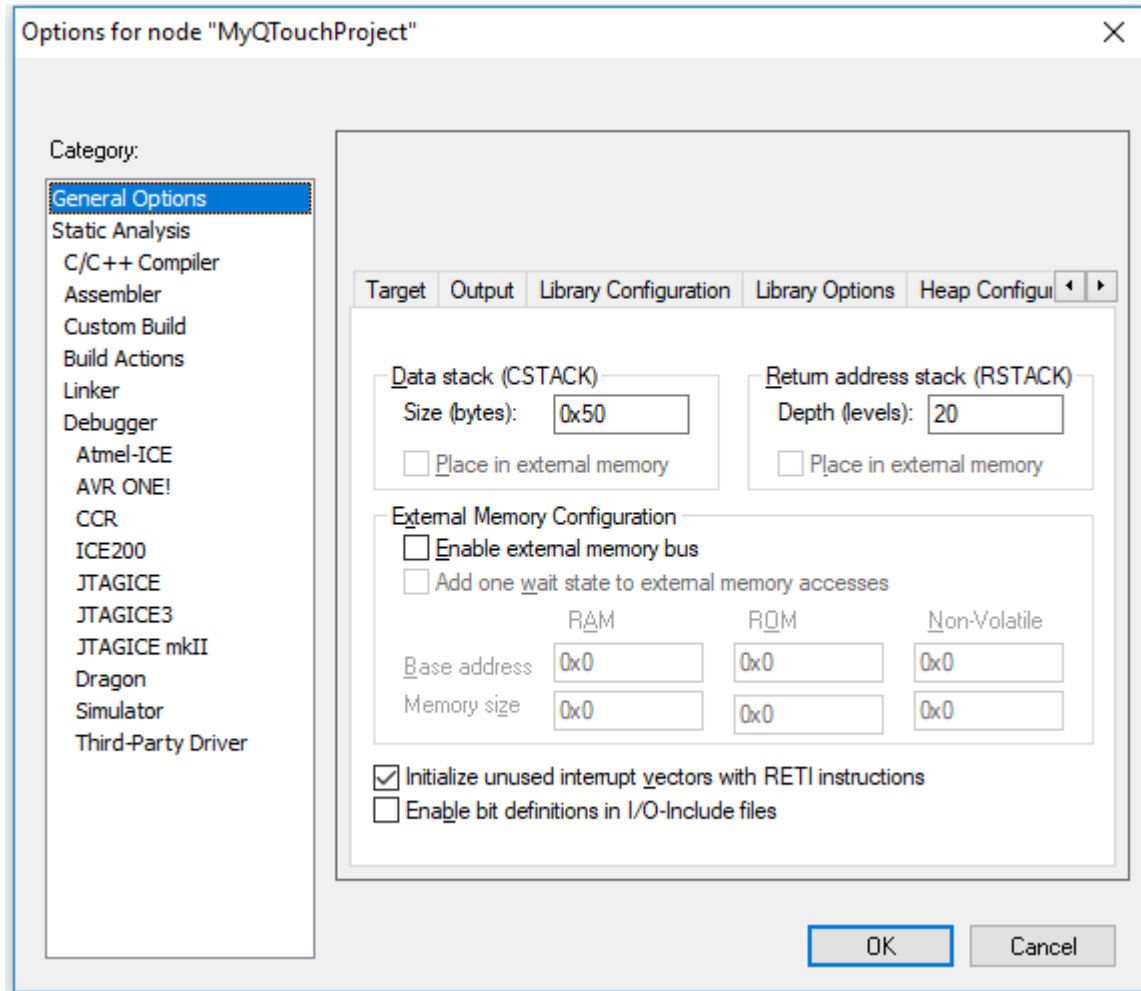 Options for node "MyQTouchProject"
Category:
General Options
Static Analysis
C/C++ Compiler
Assembler
Custom Build
Build Actions
Linker
Debugger
Atmel-ICE
AVR ONE!
CCR
ICE200
JTAGICE
JTAGICE3
JTAGICE mkII
Dragon
Simulator
Third-Party Driver
Target Output Library Configuration Library Options Heap Configur
Data stack (CSTACK)
Size (bytes): 0x50
Place in external memory
Return address stack (RSTACK)
Depth (levels): 20
Place in external memory
External Memory Configuration
Enable external memory bus
Add one wait state to external memory accesses
RAM ROM Non-Volatile
Base address 0x0 0x0 0x0
Memory size 0x0 0x0 0x0
Initialize unused interrupt vectors with RETI instructions
Enable bit definitions in I/O-Include files
OK Cancel